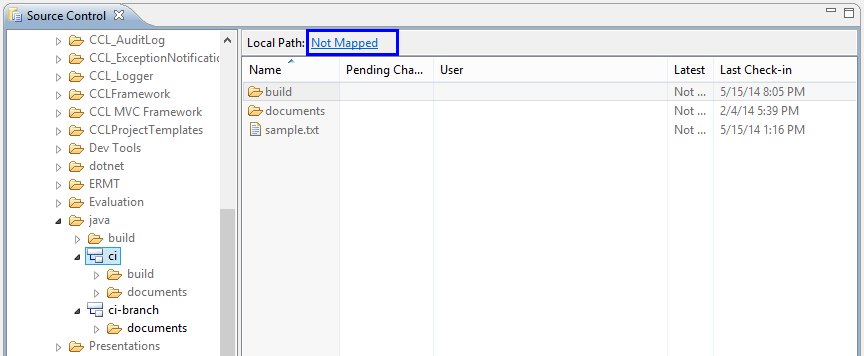 Source Control
CCL_AuditLog
CCL_ExceptionNotificatio
CCL_Logger
CCLFramework
CCL MVC Framework
CCLProjectTemplates
Dev Tools
dotnet
ERMT
Evaluation
java
build
ci
build
documents
ci-branch
documents
Presentations
Local Path: Not Mapped
Name Pending Cha... User Latest Last Check-in
build Not ... 5/15/14 8:05 PM
documents Not ... 2/4/14 5:39 PM
sample.txt Not ... 5/15/14 1:16 PM